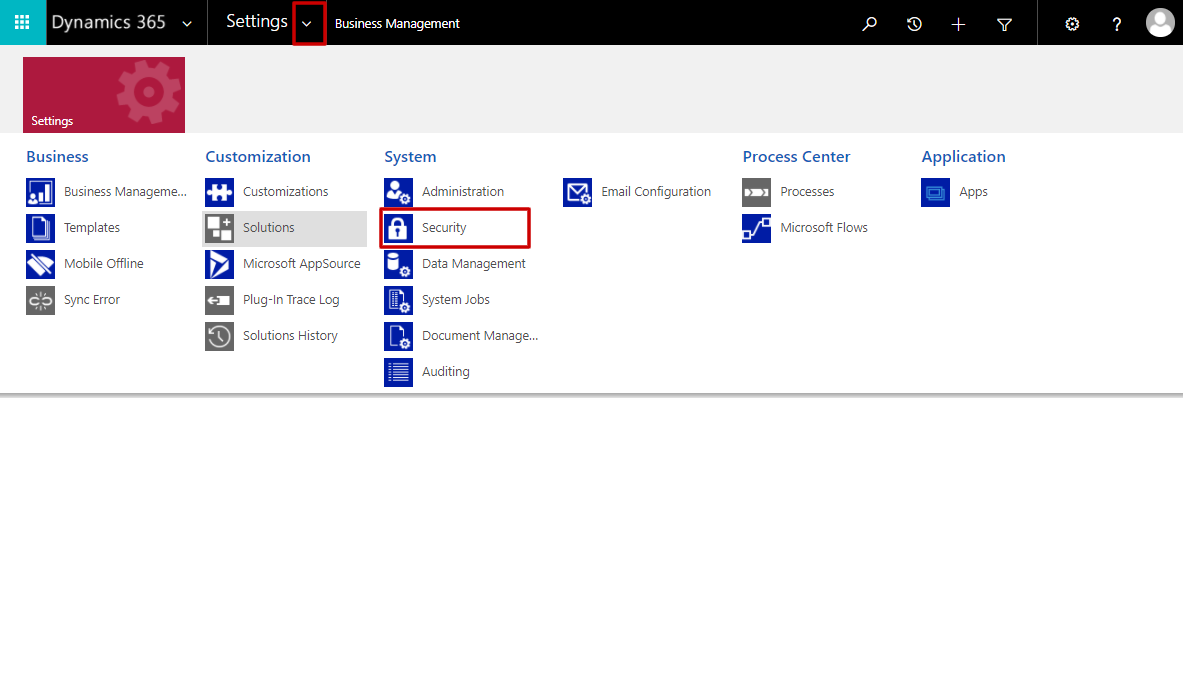 Dynamics 365
Settings
Business Management
?
Settings
Business
Business Manageme...
Templates
Mobile Offline
Sync Error
Customization
Customizations
Solutions
Microsoft AppSource
Plug-In Trace Log
Solutions History
System
Administration
Security
Data Management
System Jobs
Document Manage...
Auditing
Email Configuration
Process Center
Processes
Microsoft Flows
Application
Apps